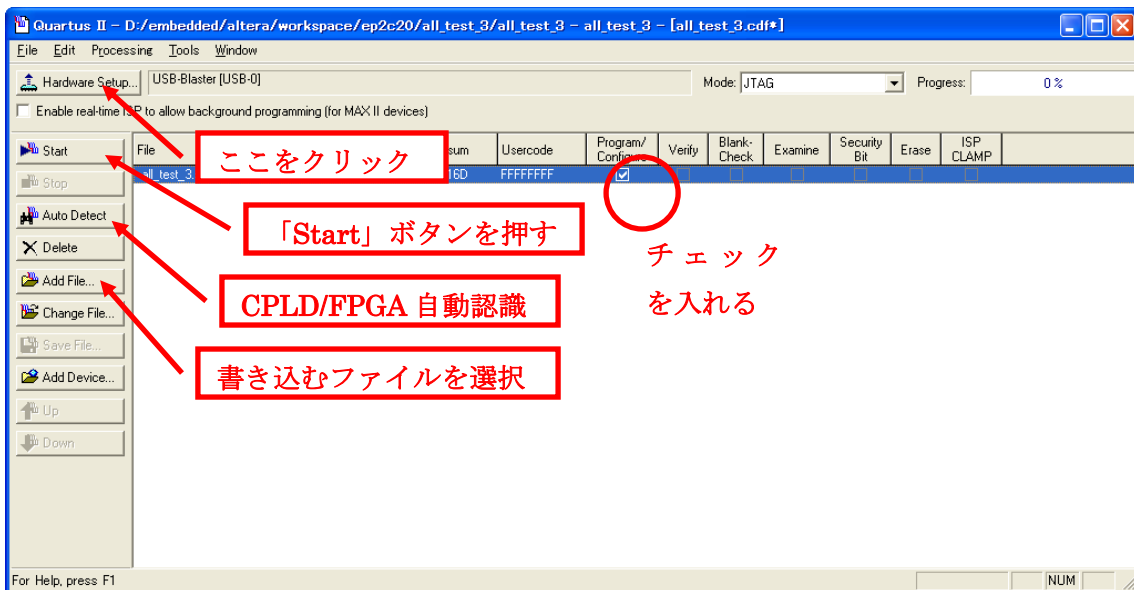 Quartus II - D:/embedded/altera/workspace/ep2c20/all_test_3/all_test_3 - all_test_3 - [all_test_3.cdf*]
File Edit Processing Tools Window
Hardware Setup... USB-Blaster [USB-0] Mode: JTAG Progress: 0 %
Enable real-time ISP to allow background programming (for MAX II devices)
Start
Stop
Auto Detect
Delete
Add File...
Change File...
Save File...
Add Device...
Up
Down
File Usercode Program/ Configure Verify Blank-Check Examine Security Bit Erase ISP CLAMP
all_test_3. FFFFFFFF
ここをクリック
「Start」ボタンを押す
CPLD/FPGA 自動認識
書き込むファイルを選択
チェック
を入れる
For Help, press F1 NUM